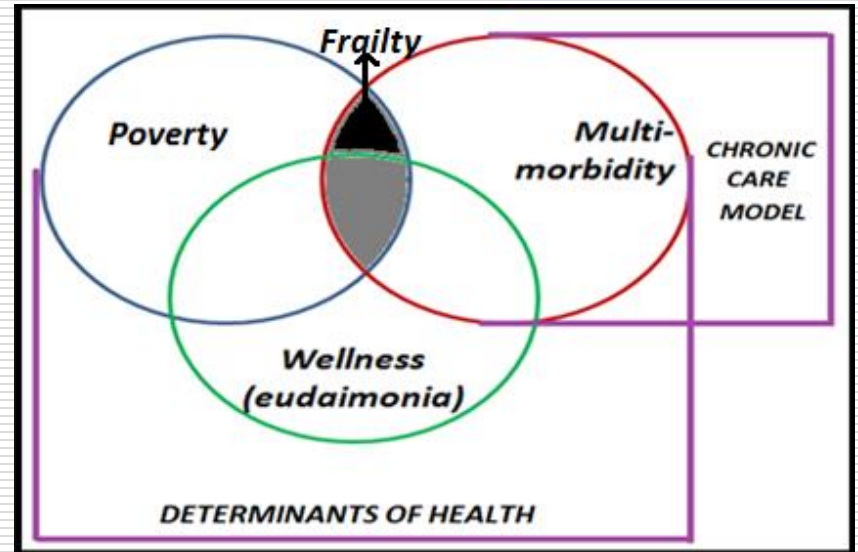 Frailty
Poverty
Multi-
morbidity
CHRONIC
CARE
MODEL
Wellness
(eudaimonia)
DETERMINANTS OF HEALTH